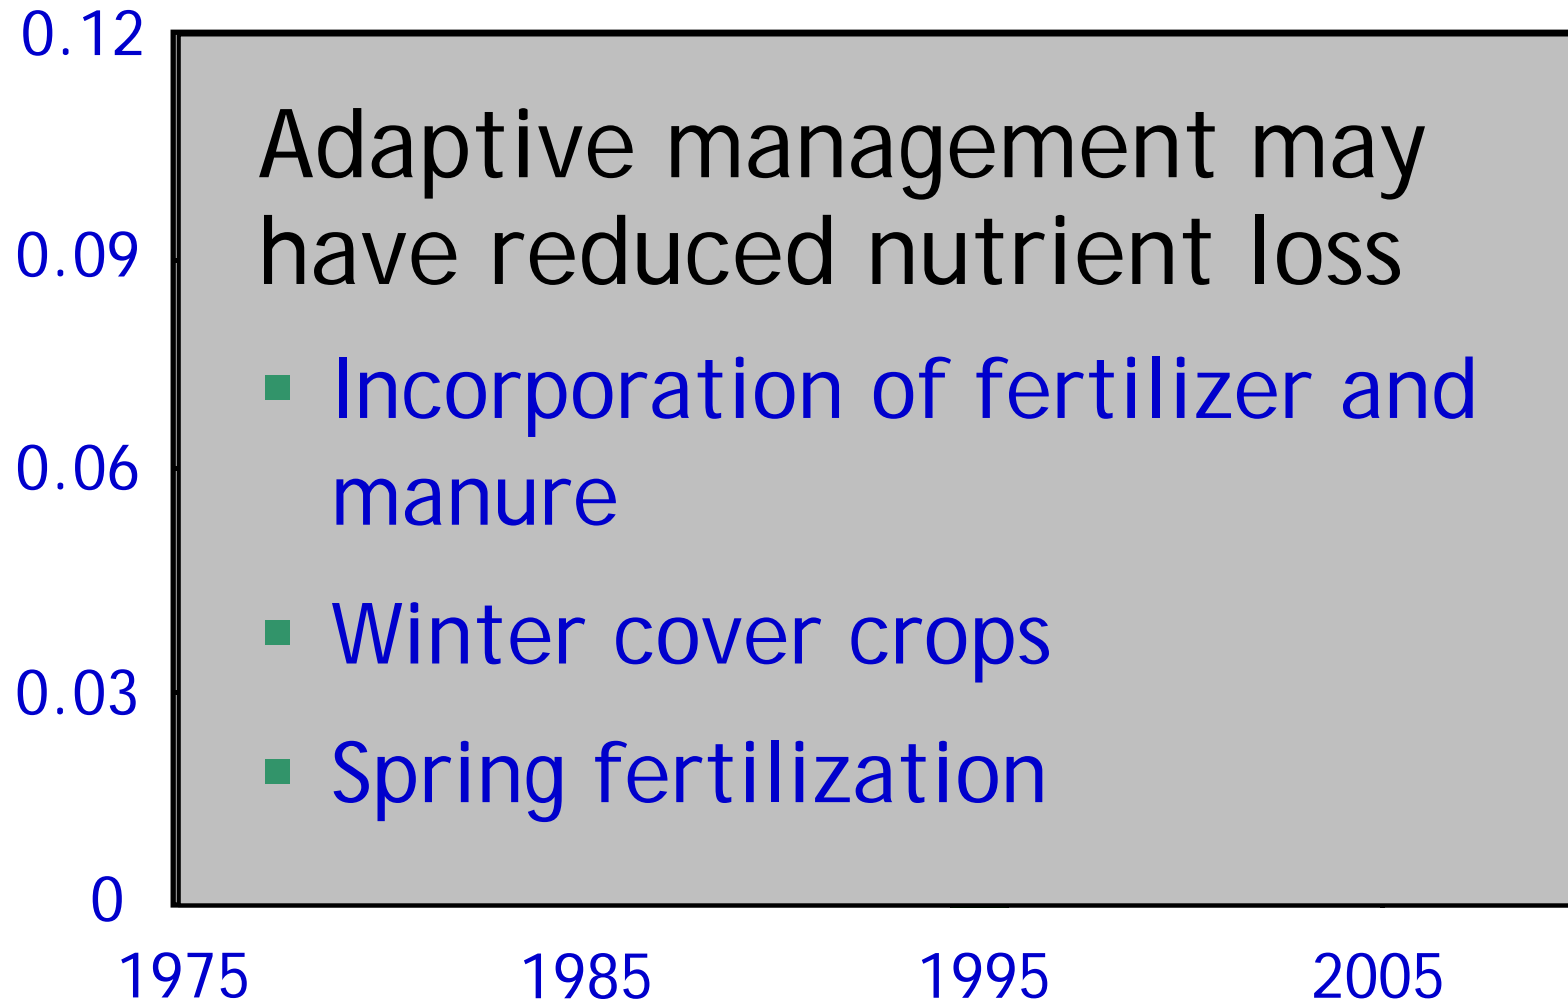 0.12
Adaptive management may
0.09
have reduced nutrient loss
▪ Incorporation of fertilizer and
0.06
manure
▪ Winter cover crops
0.03
▪ Spring fertilization
0
1975 1985 1995 2005